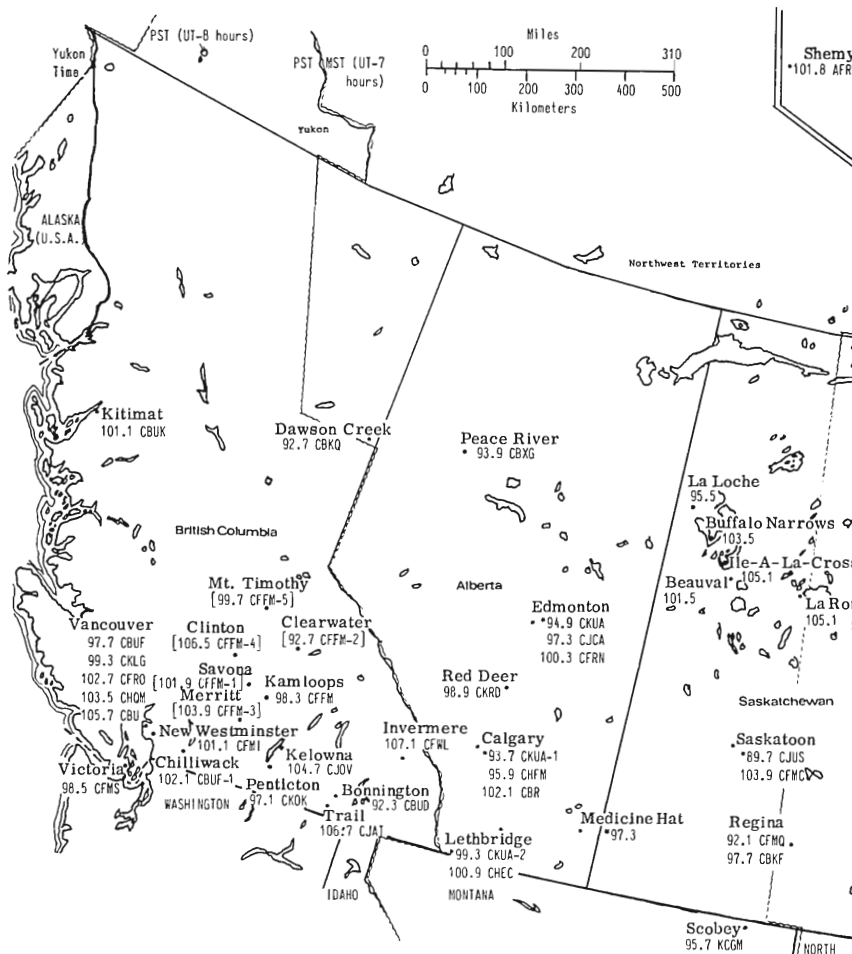 Yukon
Time
PST (UT-8 hours)
PST
MST (UT-7
hours)
Yukon
Miles
0 100 200 310
0 100 200 300 400 500
Kilometers
Shemy
101.8 AFR
ALASKA
(U.S.A.)
Northwest Territories
Kitimat
101.1 CBUK
Dawson Creek
92.7 CBKQ
Peace River
93.9 CBXG
La Loche
95.5
Buffalo Narrows
103.5
Ile-A-La-Cross
105.1
Beauval
101.5
La Ron
105.1
British Columbia
Alberta
Saskatchewan
Mt. Timothy
[99.7 CFFM-5]
Clinton
[106.5 CFFM-4]
Clearwater
[92.7 CFFM-2]
Savona
[101.9 CFFM-1]
Merritt
[103.9 CFFM-3]
Kamloops
98.3 CFFM
Vancouver
97.7 CBUF
99.3 CKLG
102.7 CFRO
103.5 CHQM
105.7 CBU
New Westminster
101.1 CFMI
Victoria
98.5 CFMS
Chilliwack
102.1 CBUF-1
Kelowna
104.7 CJOV
Penticton
97.1 CKOK
Bonnington
92.3 CBUD
Trail
106.7 CJAT
Invermere
107.1 CFWL
Edmonton
94.9 CKUA
97.3 CJCA
100.3 CFRN
Red Deer
98.9 CKRD
Calgary
93.7 CKUA-1
95.9 CHFM
102.1 CBR
Lethbridge
99.3 CKUA-2
100.9 CHEC
Medicine Hat
97.3
Saskatoon
89.7 CJUS
103.9 CFMC
Regina
92.1 CFMQ
97.7 CBKF
WASHINGTON
IDAHO
MONTANA
Scobey
95.7 KCGM
NORTH